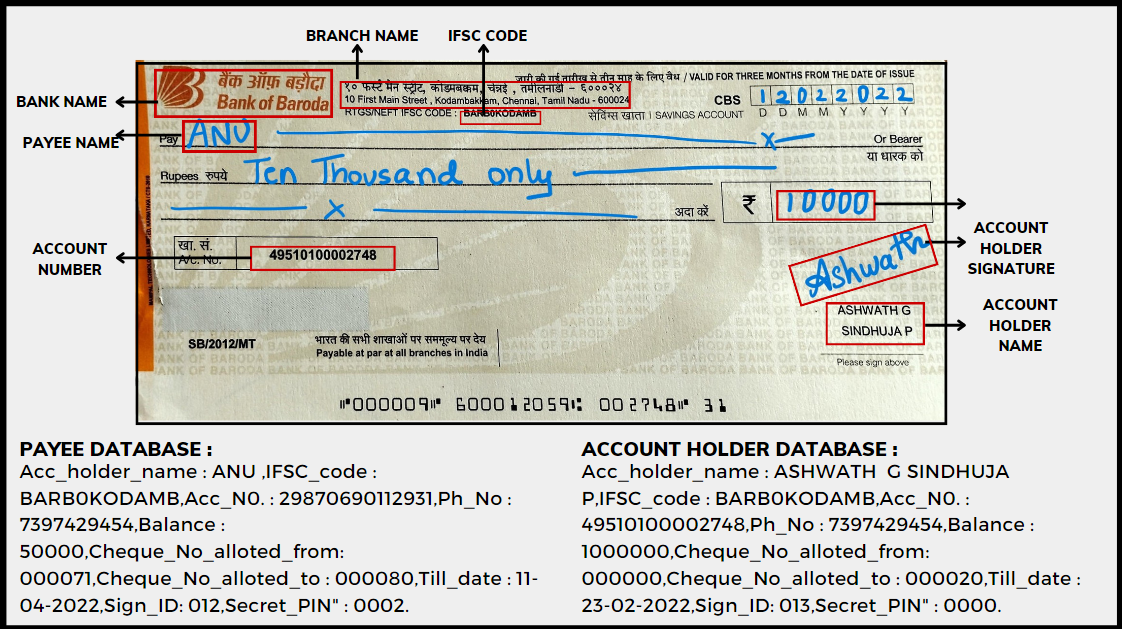 BRANCH NAME IFSC CODE
जारी की गई तारीख से तीन माह के लिए वैध / VALID FOR THREE MONTHS FROM THE DATE OF ISSUE
बैंक ऑफ़ बड़ौदा
Bank of Baroda
१० फर्स्ट मेन स्ट्रीट, कोडमबक्कम, चेन्नई , तमीलनाडी - ६०००२४
10 First Main Street , Kodambakkam, Chennai, Tamil Nadu - 600024
RTGS/NEFT IFSC CODE : BARB0KODAMB
सेविंग्स खाता / SAVINGS ACCOUNT
CBS 12022022
D D M M Y Y Y Y
BANK NAME
PAYEE NAME
Pay ANU X Or Bearer
या धारक को
Rupees रुपये Ten Thousand only
X अदा करें ₹ 10000
ACCOUNT
HOLDER
SIGNATURE
ACCOUNT
NUMBER
खा. सं.
A/c. No. 49510100002748
Ashwath
ASHWATH G
SINDHUJA P
ACCOUNT
HOLDER
NAME
SB/2012/MT
भारत की सभी शाखाओं पर सममूल्य पर देय
Payable at par at all branches in India
Please sign above
⑈000009⑈ 600012059⑆ 002748⑈ 31
PAYEE DATABASE :
Acc_holder_name : ANU ,IFSC_code :
BARB0KODAMB,Acc_N0. : 29870690112931,Ph_No :
7397429454,Balance :
50000,Cheque_No_alloted_from:
000071,Cheque_No_alloted_to : 000080,Till_date : 11-
04-2022,Sign_ID: 012,Secret_PIN" : 0002.
ACCOUNT HOLDER DATABASE :
Acc_holder_name : ASHWATH G SINDHUJA
P,IFSC_code : BARB0KODAMB,Acc_N0. :
49510100002748,Ph_No : 7397429454,Balance :
1000000,Cheque_No_alloted_from:
000000,Cheque_No_alloted_to : 000020,Till_date :
23-02-2022,Sign_ID: 013,Secret_PIN" : 0000.